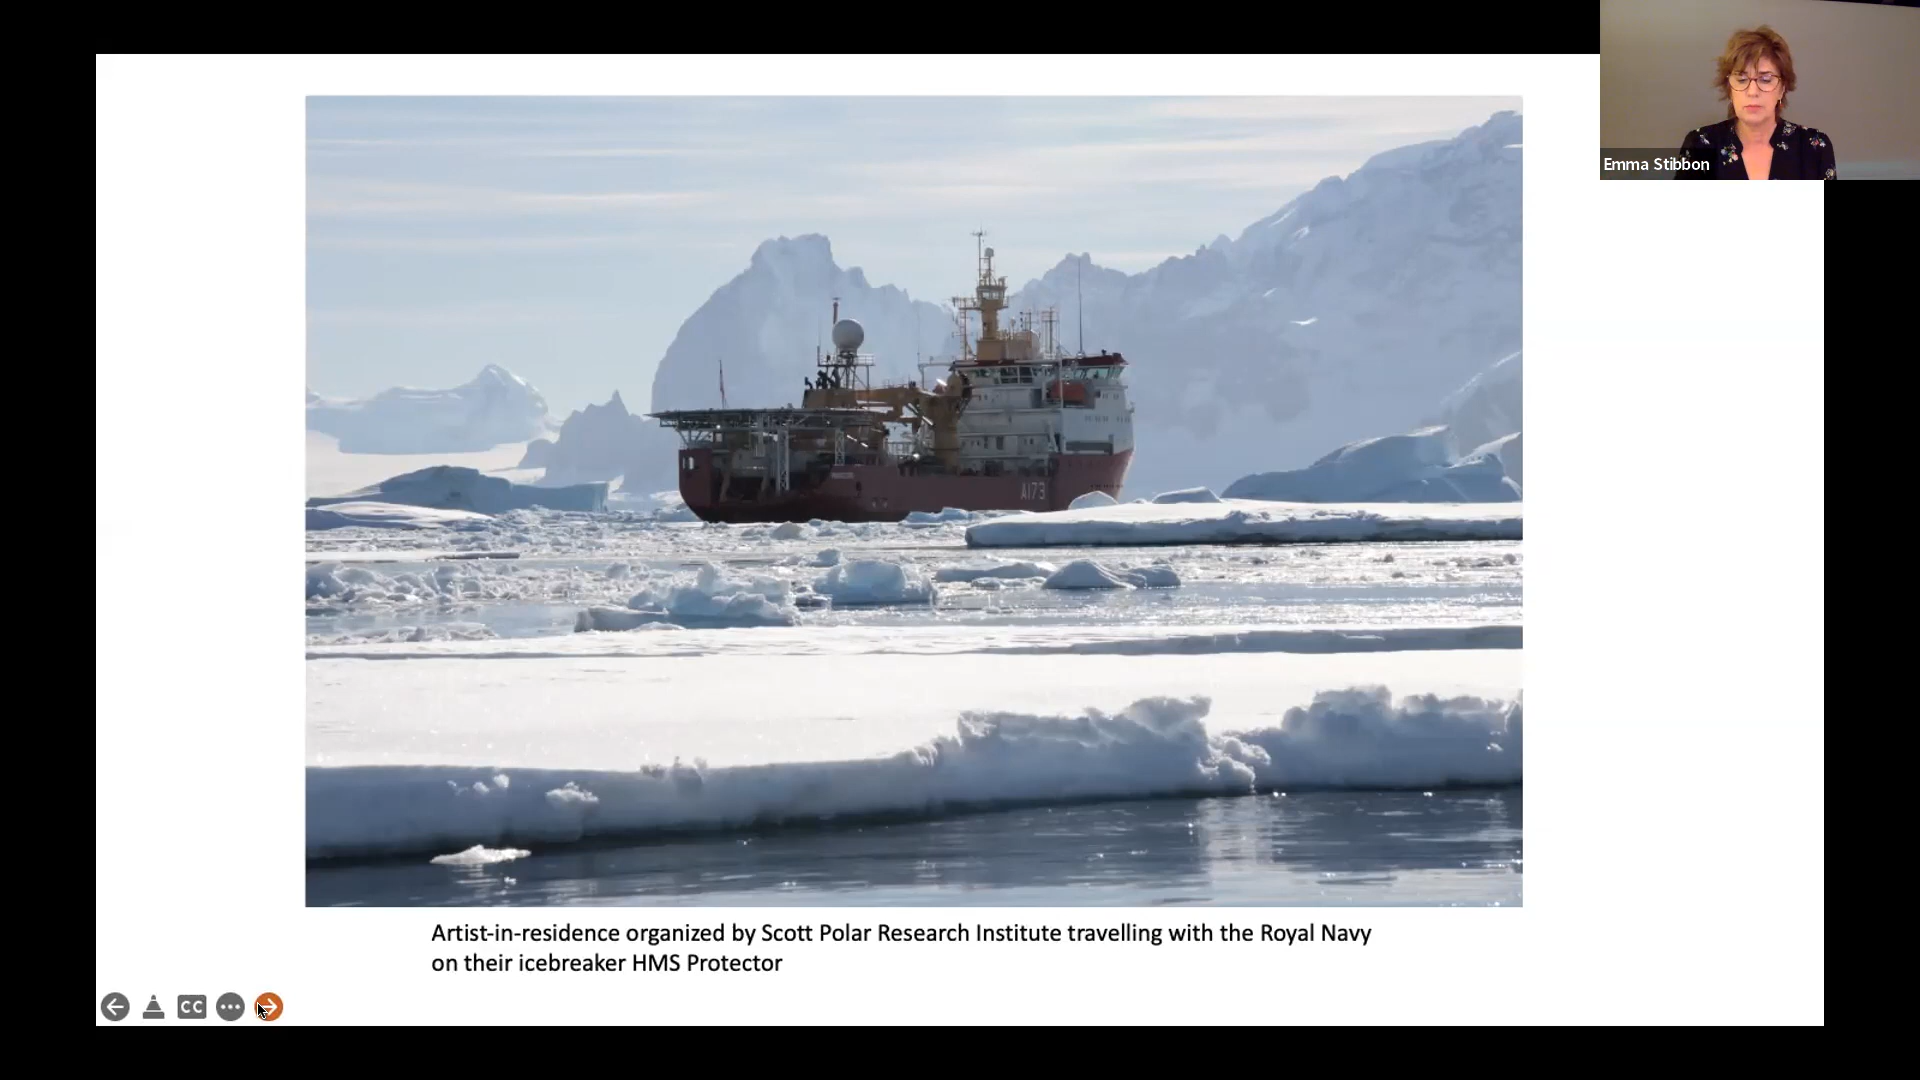 Emma Stibbon
A173
Artist-in-residence organized by Scott Polar Research Institute travelling with the Royal Navy
on their icebreaker HMS Protector
CC